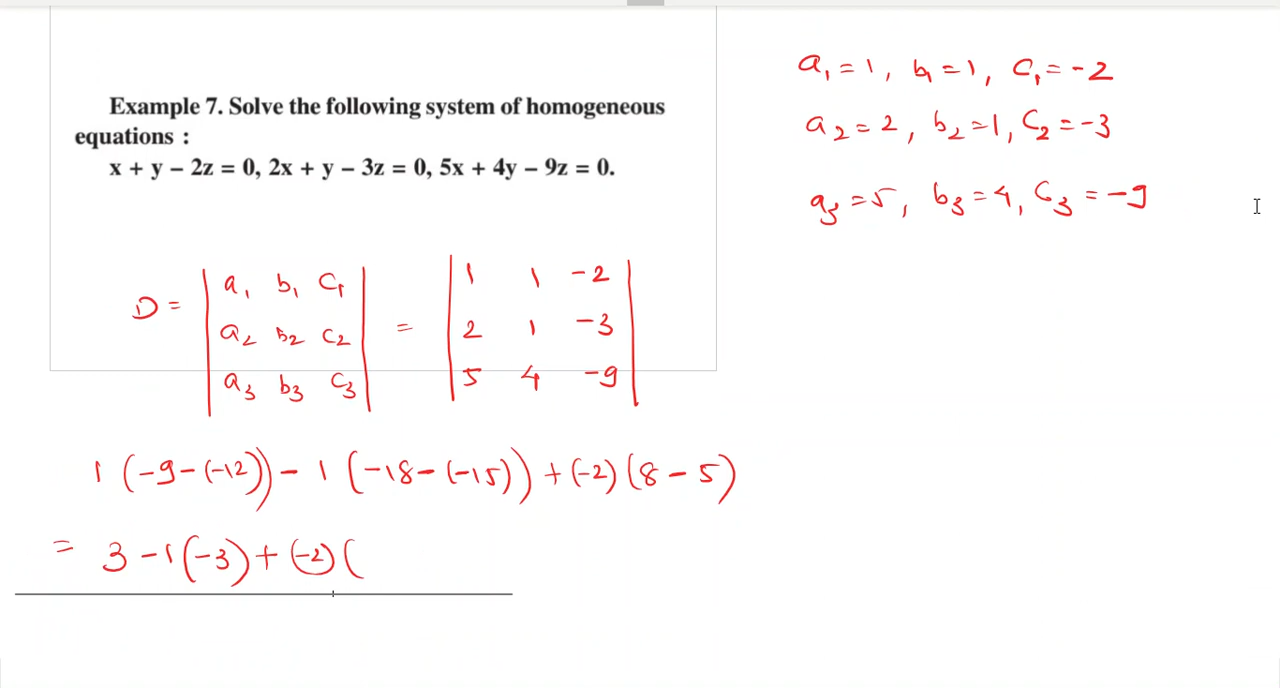 Example 7. Solve the following system of homogeneous
equations :
x + y – 2z = 0, 2x + y – 3z = 0, 5x + 4y – 9z = 0.
a₁ = 1, b₁ = 1, c₁ = -2
a₂ = 2, b₂ = 1, c₂ = -3
a₃ = 5, b₃ = 4, c₃ = -9
D = | a₁ b₁ c₁ | = | 1 1 -2 |
| a₂ b₂ c₂ | | 2 1 -3 |
| a₃ b₃ c₃ | | 5 4 -9 |
1 (-9-(-12)) - 1 (-18-(-15)) + (-2) (8 - 5)
= 3 - 1(-3) + (-2) (